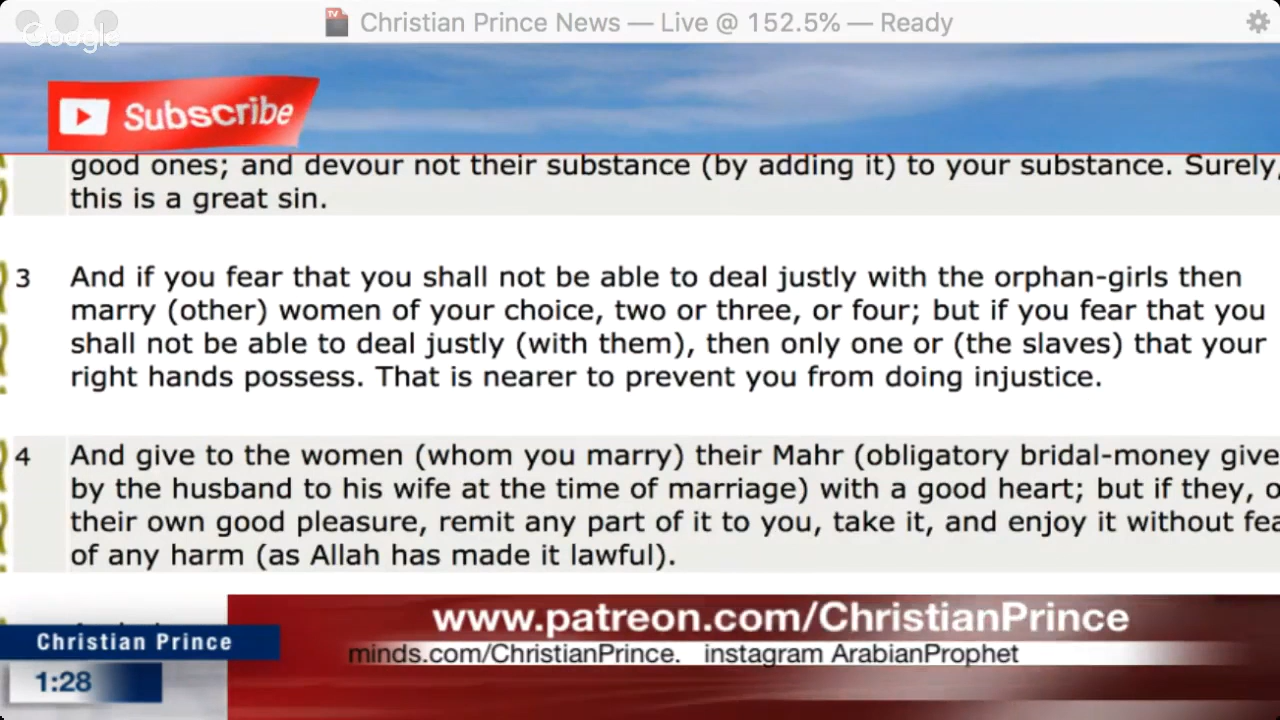 Christian Prince News — Live @ 152.5% — Ready
Google
Subscribe
good ones; and devour not their substance (by adding it) to your substance. Surely,
this is a great sin.
3 And if you fear that you shall not be able to deal justly with the orphan-girls then
marry (other) women of your choice, two or three, or four; but if you fear that you
shall not be able to deal justly (with them), then only one or (the slaves) that your
right hands possess. That is nearer to prevent you from doing injustice.
4 And give to the women (whom you marry) their Mahr (obligatory bridal-money give
by the husband to his wife at the time of marriage) with a good heart; but if they, o
their own good pleasure, remit any part of it to you, take it, and enjoy it without fea
of any harm (as Allah has made it lawful).
www.patreon.com/ChristianPrince
Christian Prince
minds.com/ChristianPrince. instagram ArabianProphet
1:28